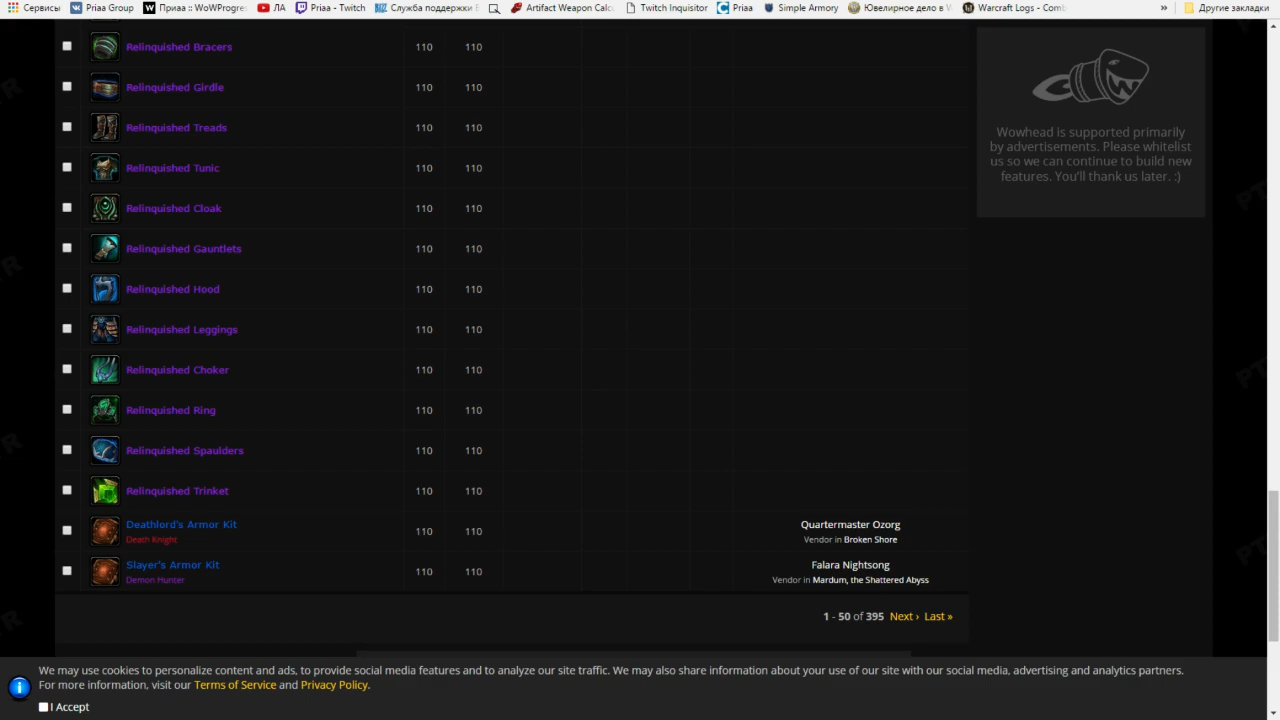 Сервисы Priaa Group Приаа :: WoWProgres ЛА Priaa - Twitch Служба поддержки Artifact Weapon Calc Twitch Inquisitor Priaa Simple Armory Ювелирное дело в Warcraft Logs - Comb » Другие закладки
Relinquished Bracers 110 110
Relinquished Girdle 110 110
Relinquished Treads 110 110
Relinquished Tunic 110 110
Relinquished Cloak 110 110
Relinquished Gauntlets 110 110
Relinquished Hood 110 110
Relinquished Leggings 110 110
Relinquished Choker 110 110
Relinquished Ring 110 110
Relinquished Spaulders 110 110
Relinquished Trinket 110 110
Deathlord's Armor Kit 110 110 Quartermaster Ozorg
Death Knight Vendor in Broken Shore
Slayer's Armor Kit 110 110 Falara Nightsong
Demon Hunter Vendor in Mardum, the Shattered Abyss
1 - 50 of 395 Next › Last »
Wowhead is supported primarily
by advertisements. Please whitelist
us so we can continue to build new
features. You'll thank us later. :)
We may use cookies to personalize content and ads, to provide social media features and to analyze our site traffic. We may also share information about your use of our site with our social media, advertising and analytics partners.
For more information, visit our Terms of Service and Privacy Policy.
I Accept